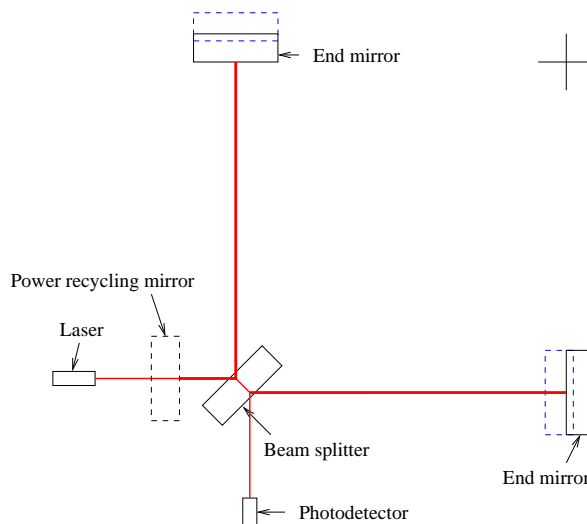 End mirror
Power recycling mirror
Laser
Beam splitter
End mirror
Photodetector